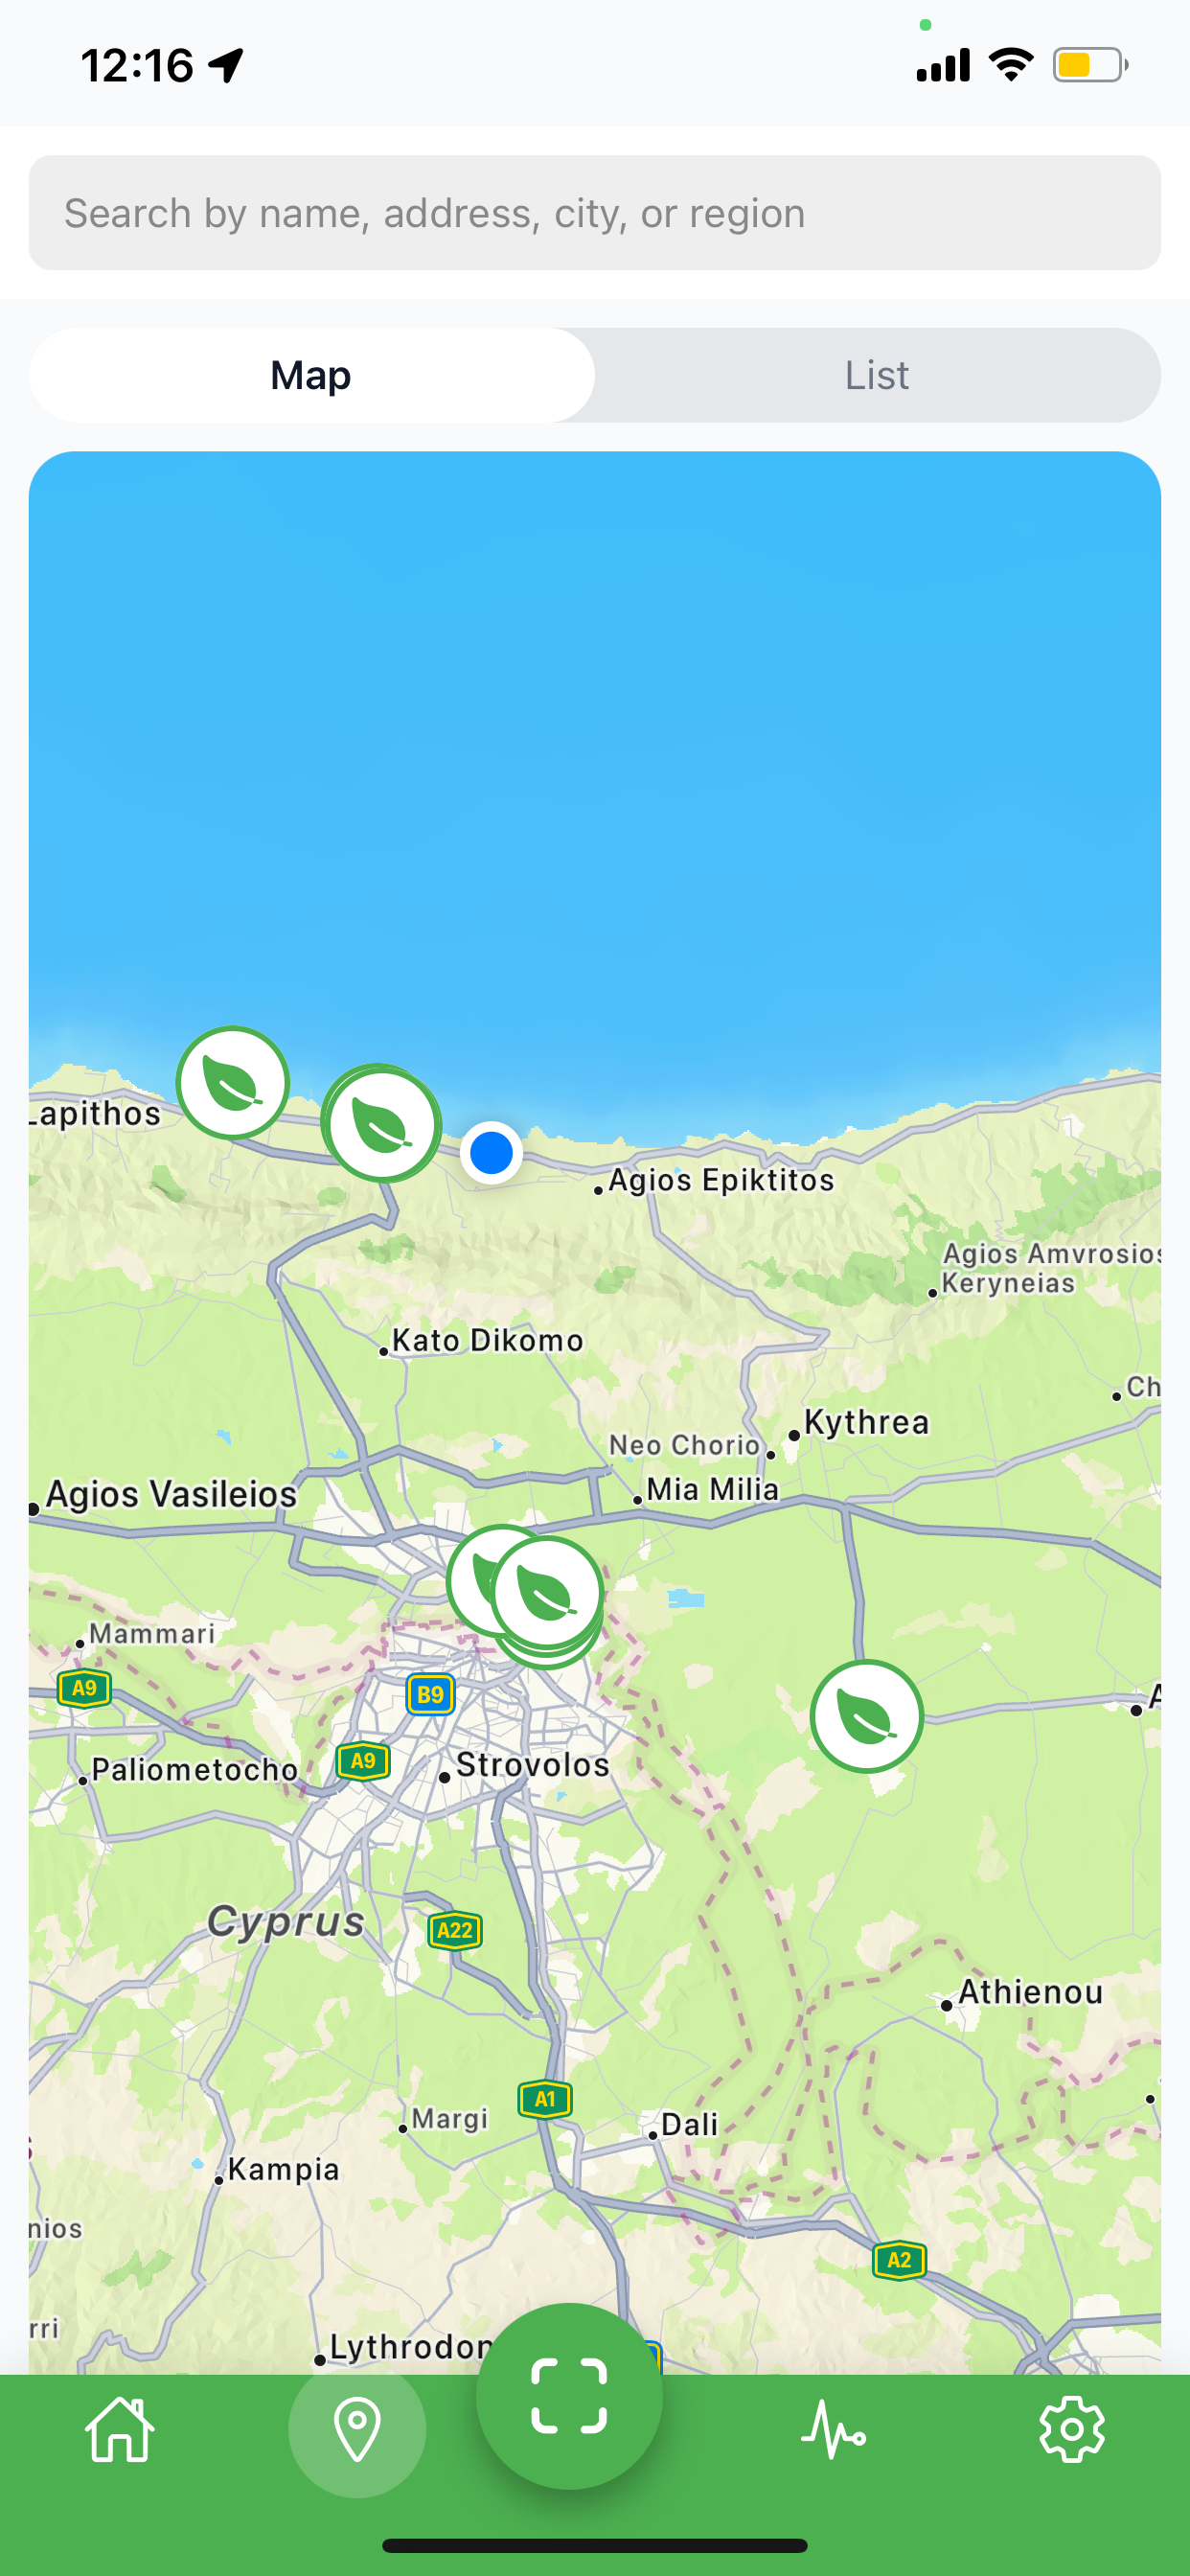 12:16
Search by name, address, city, or region
Map
List
Lapithos
Agios Epiktitos
Agios Amvrosios
Keryneias
Kato Dikomo
Ch
Kythrea
Neo Chorio
Mia Milia
Agios Vasileios
Mammari
A9
B9
A
A9
Strovolos
Paliometocho
Cyprus
A22
Athienou
A1
Margi
Dali
Kampia
nios
A2
rri
Lythrodon